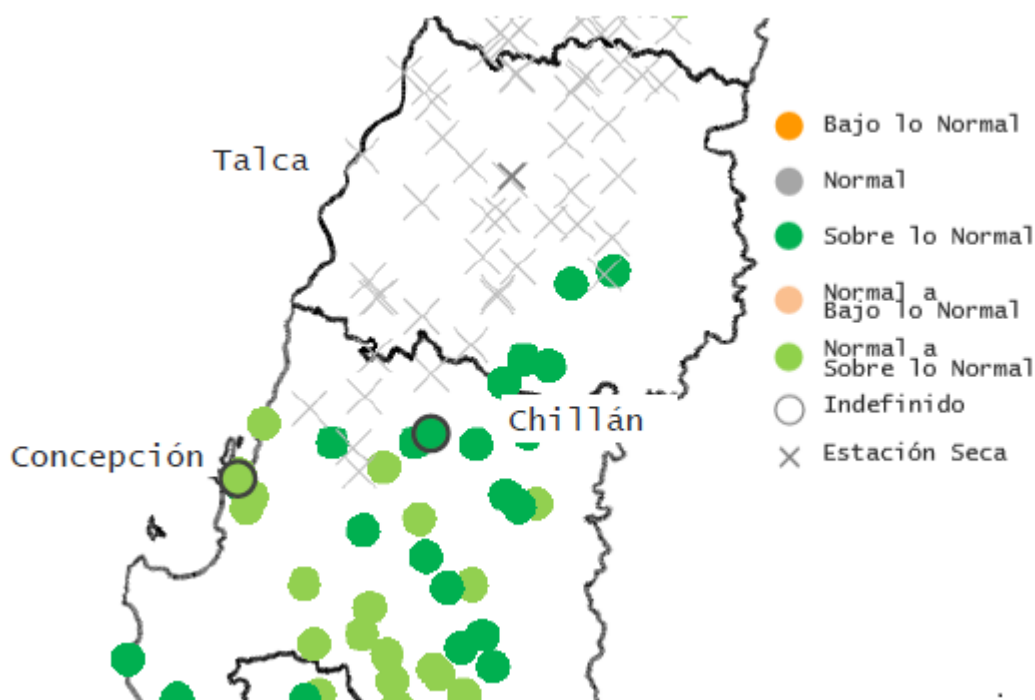 Talca
Concepción
Chillán
Bajo lo Normal
Normal
Sobre lo Normal
Normal a
Bajo lo Normal
Normal a
Sobre lo Normal
Indefinido
Estación Seca